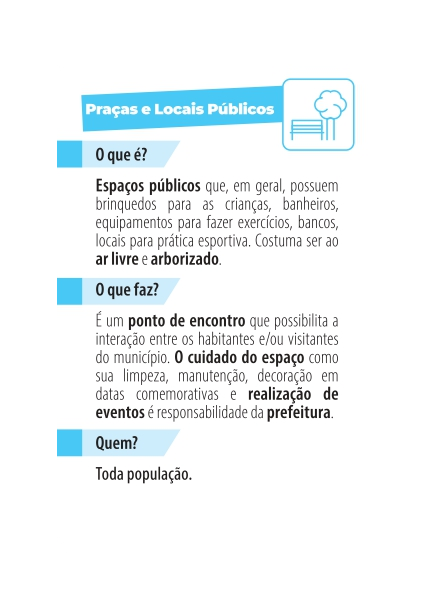 Praças e Locais Públicos
O que é?
Espaços públicos que, em geral, possuem
brinquedos para as crianças, banheiros,
equipamentos para fazer exercícios, bancos,
locais para prática esportiva. Costuma ser ao
ar livre e arborizado.
O que faz?
É um ponto de encontro que possibilita a
interação entre os habitantes e/ou visitantes
do município. O cuidado do espaço como
sua limpeza, manutenção, decoração em
datas comemorativas e realização de
eventos é responsabilidade da prefeitura.
Quem?
Toda população.